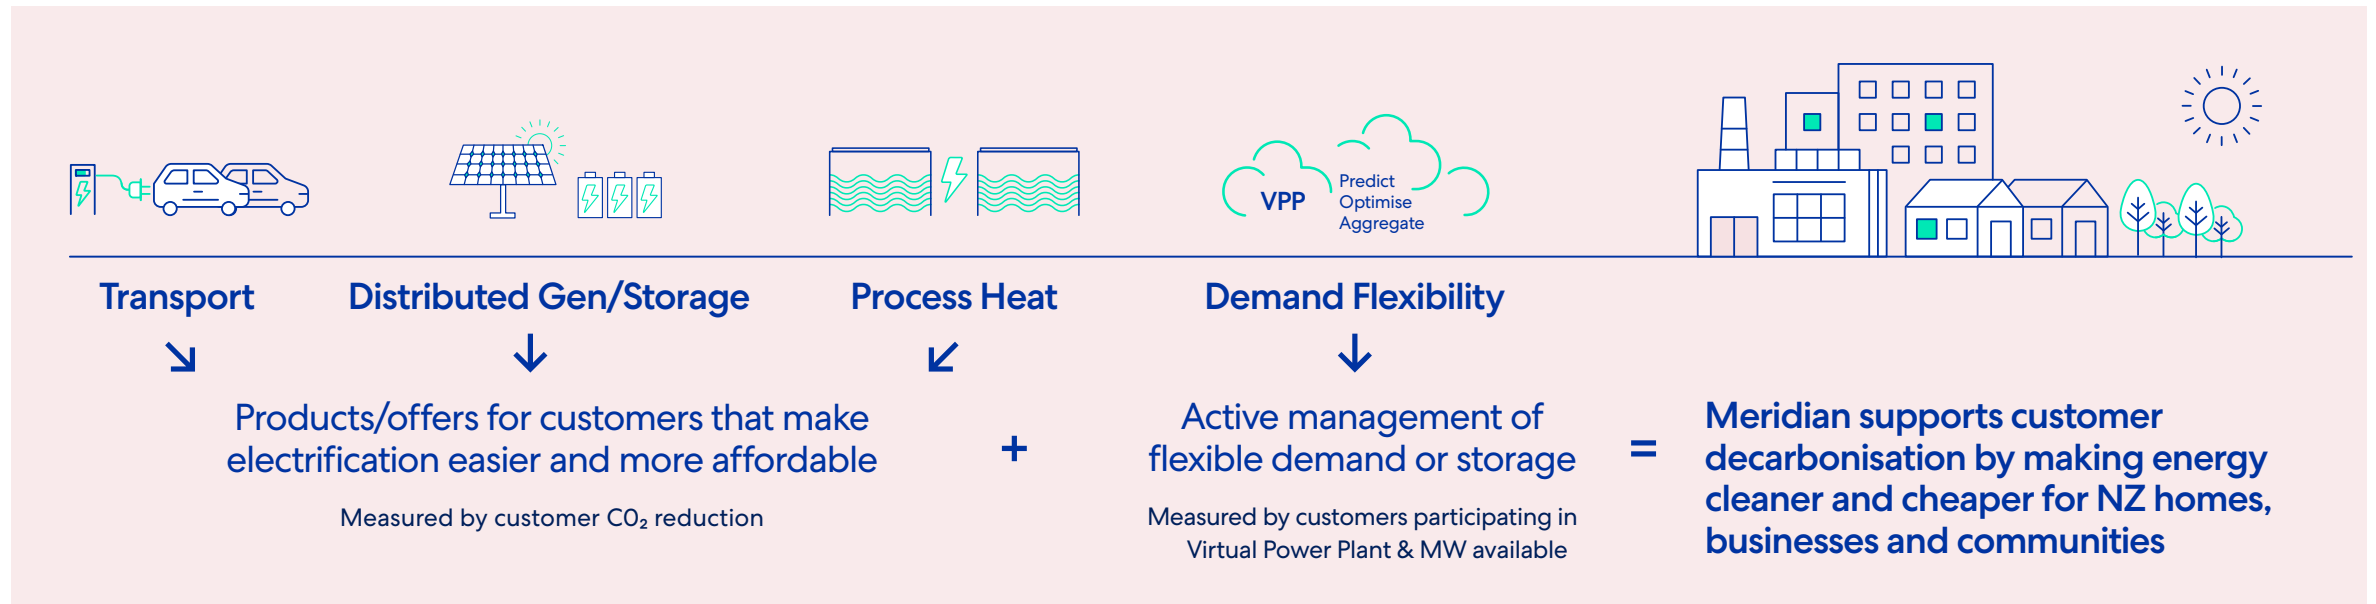 VPP
Predict
Optimise
Aggregate
Transport
Distributed Gen/Storage
Process Heat
Demand Flexibility
Products/offers for customers that make
electrification easier and more affordable
Measured by customer C0₂ reduction
+
Active management of
flexible demand or storage
Measured by customers participating in
Virtual Power Plant & MW available
=
Meridian supports customer
decarbonisation by making energy
cleaner and cheaper for NZ homes,
businesses and communities